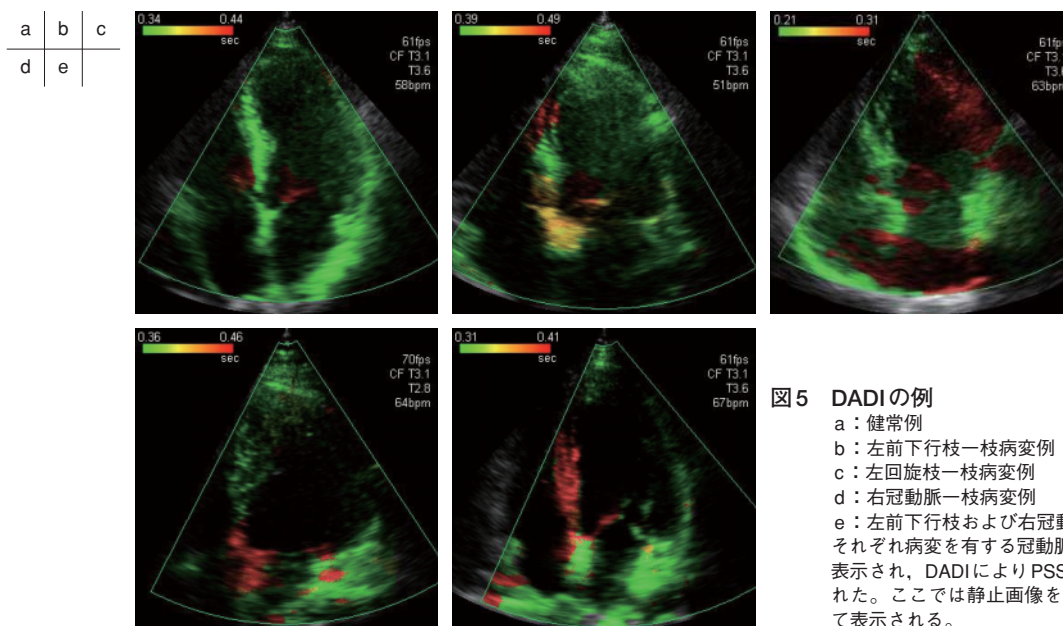 a b c
d e
0.34 0.44
sec
61fps
CF T3.1
T3.6
58bpm
0.39 0.49
sec
61fps
CF T3.1
T3.6
51bpm
0.21 0.31
sec
61fp
CF T3.
T3.6
63bpm
0.36 0.46
sec
70fps
CF T3.1
T2.8
64bpm
0.31 0.41
sec
61fps
CF T3.1
T3.6
67bpm
図5 DADIの例
a：健常例
b：左前下行枝一枝病変例
c：左回旋枝一枝病変例
d：右冠動脈一枝病変例
e：左前下行枝および右冠動
それぞれ病変を有する冠動脈
表示され，DADIによりPSS
れた。ここでは静止画像を
て表示される。